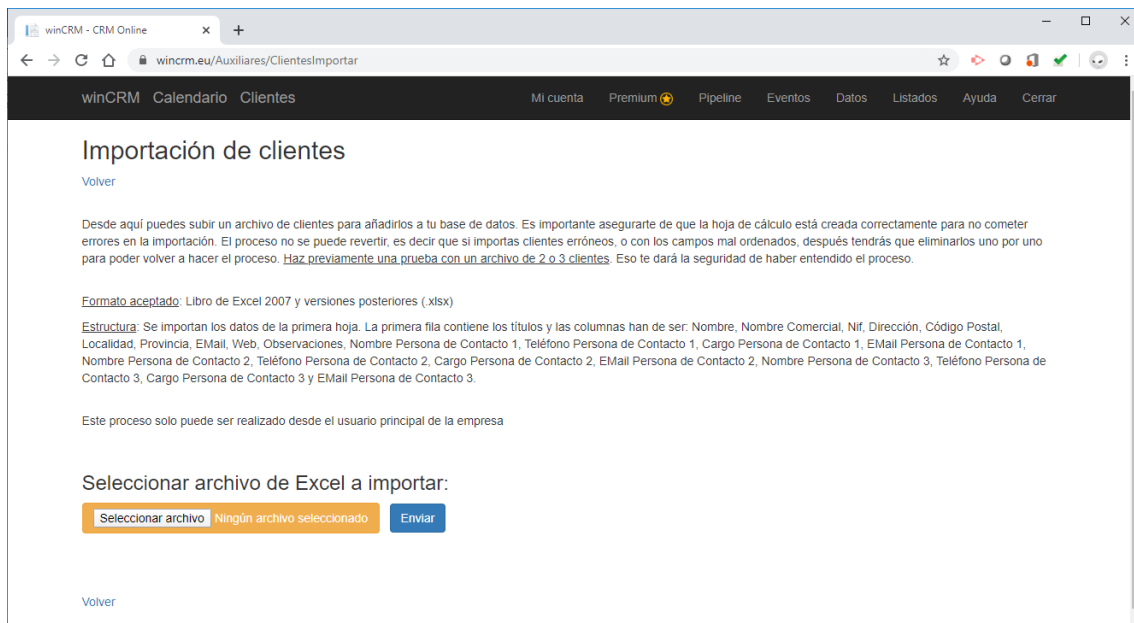 winCRM - CRM Online
wincrm.eu/Auxiliares/ClientesImportar
winCRM Calendario Clientes Mi cuenta Premium Pipeline Eventos Datos Listados Ayuda Cerrar
Importación de clientes
Volver
Desde aquí puedes subir un archivo de clientes para añadirlos a tu base de datos. Es importante asegurarte de que la hoja de cálculo está creada correctamente para no cometer
errores en la importación. El proceso no se puede revertir, es decir que si importas clientes erróneos, o con los campos mal ordenados, después tendrás que eliminarlos uno por uno
para poder volver a hacer el proceso. Haz previamente una prueba con un archivo de 2 o 3 clientes. Eso te dará la seguridad de haber entendido el proceso.
Formato aceptado: Libro de Excel 2007 y versiones posteriores (.xlsx)
Estructura: Se importan los datos de la primera hoja. La primera fila contiene los títulos y las columnas han de ser: Nombre, Nombre Comercial, Nif, Dirección, Código Postal,
Localidad, Provincia, EMail, Web, Observaciones, Nombre Persona de Contacto 1, Teléfono Persona de Contacto 1, Cargo Persona de Contacto 1, EMail Persona de Contacto 1,
Nombre Persona de Contacto 2, Teléfono Persona de Contacto 2, Cargo Persona de Contacto 2, EMail Persona de Contacto 2, Nombre Persona de Contacto 3, Teléfono Persona de
Contacto 3, Cargo Persona de Contacto 3 y EMail Persona de Contacto 3.
Este proceso solo puede ser realizado desde el usuario principal de la empresa
Seleccionar archivo de Excel a importar:
Seleccionar archivo Ningún archivo seleccionado Enviar
Volver